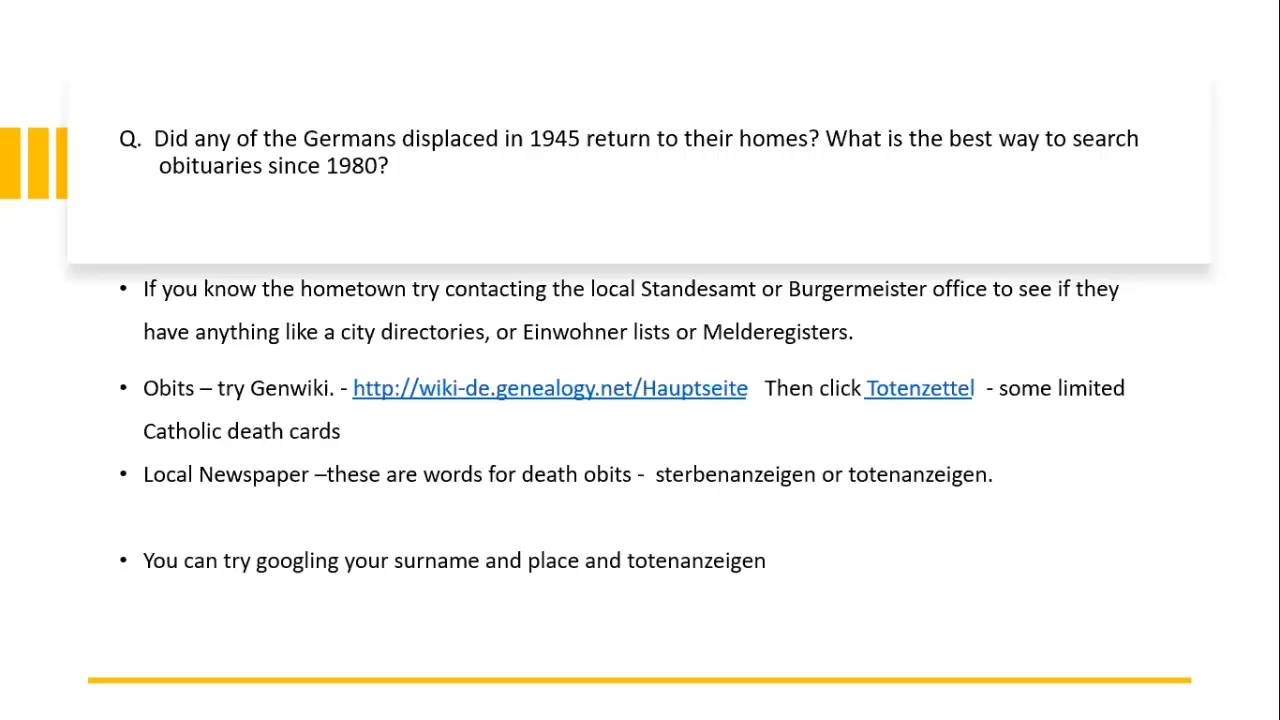 Q. Did any of the Germans displaced in 1945 return to their homes? What is the best way to search
obituaries since 1980?
• If you know the hometown try contacting the local Standesamt or Burgermeister office to see if they
have anything like a city directories, or Einwohner lists or Melderegisters.
• Obits – try Genwiki. - http://wiki-de.genealogy.net/Hauptseite Then click Totenzettel - some limited
Catholic death cards
• Local Newspaper –these are words for death obits - sterbenanzeigen or totenanzeigen.
• You can try googling your surname and place and totenanzeigen